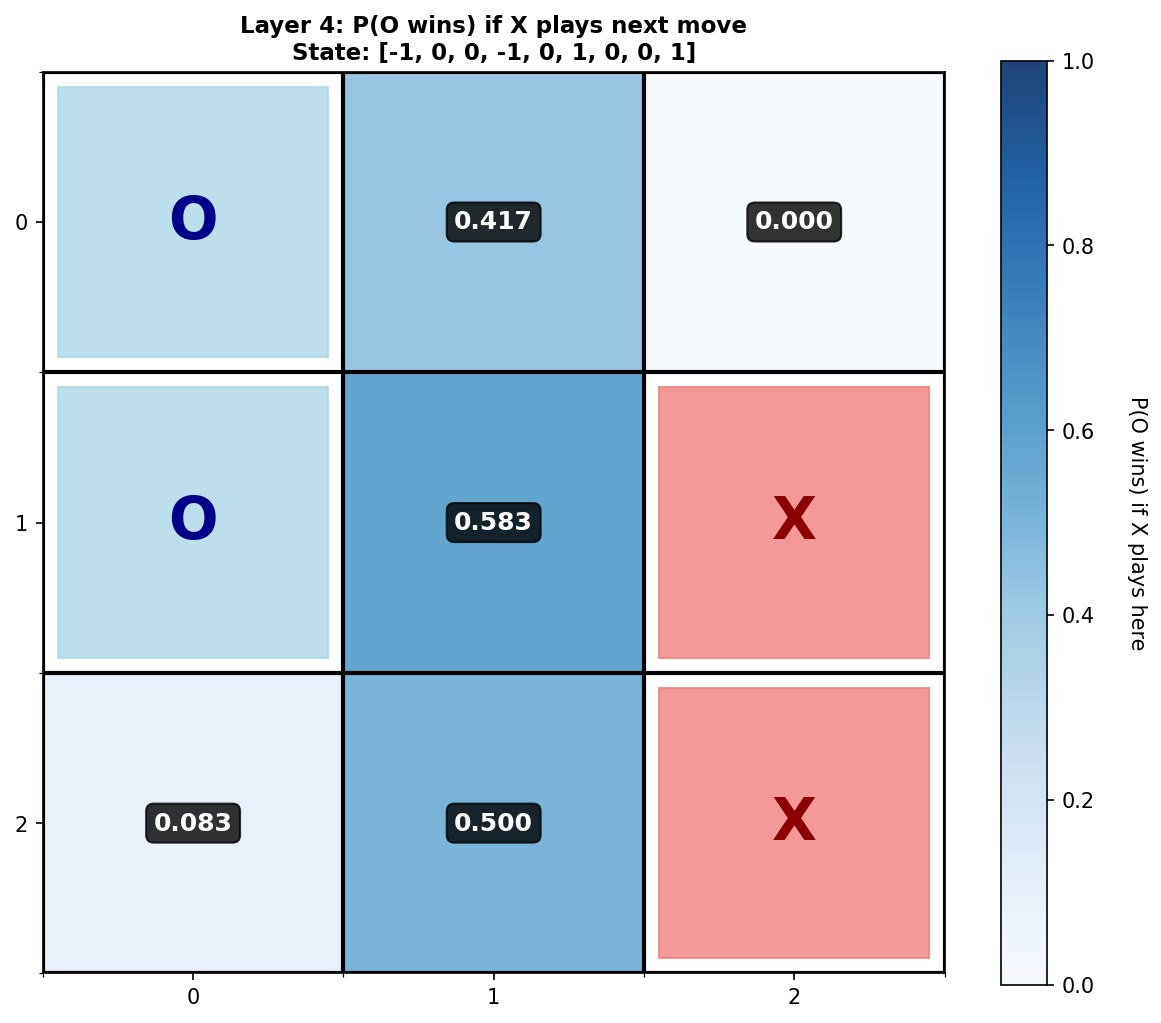 Layer 4: P(O wins) if X plays next move
State: [-1, 0, 0, -1, 0, 1, 0, 0, 1]
0
O
0.417
0.000
1
O
0.583
X
2
0.083
0.500
X
0
1
2
1.0
0.8
0.6
0.4
0.2
0.0
P(O wins) if X plays here